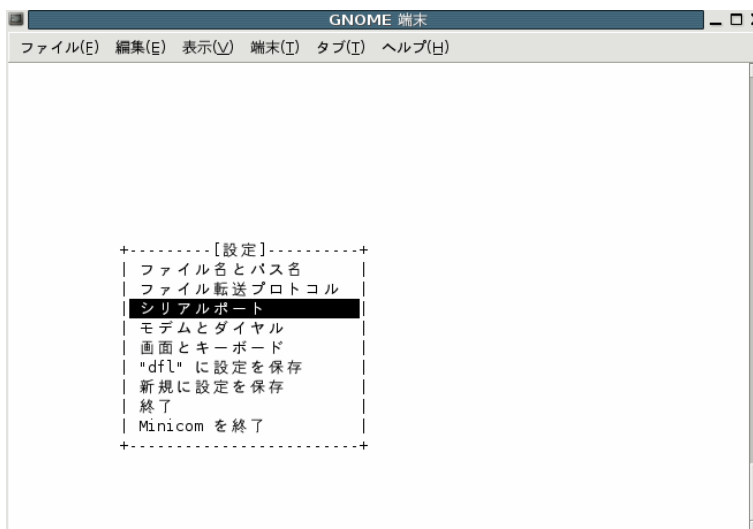 GNOME 端末
ファイル(F) 編集(E) 表示(V) 端末(T) タブ(T) ヘルプ(H)
+---------[設定]----------+
| ファイル名とパス名 |
| ファイル転送プロトコル |
| シリアルポート |
| モデムとダイヤル |
| 画面とキーボード |
| "dfl" に設定を保存 |
| 新規に設定を保存 |
| 終了 |
| Minicom を終了 |
+-------------------------+